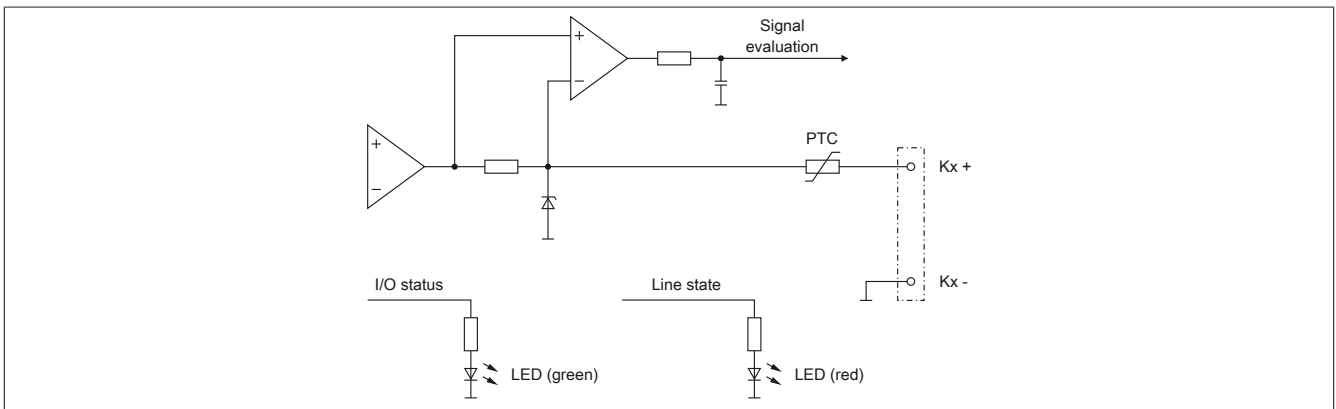 Signal
evaluation
+
−
+
−
PTC
Kx +
Kx -
I/O status
Line state
LED (green)
LED (red)